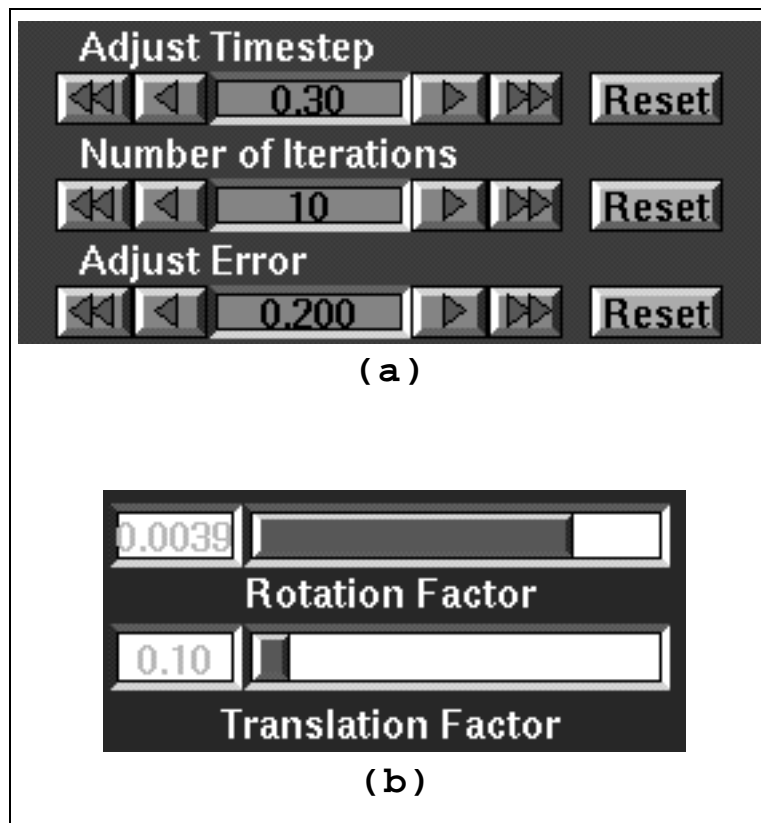 Adjust Timestep
0.30 Reset
Number of Iterations
10 Reset
Adjust Error
0.200 Reset
(a)
0.0039
Rotation Factor
0.10
Translation Factor
(b)